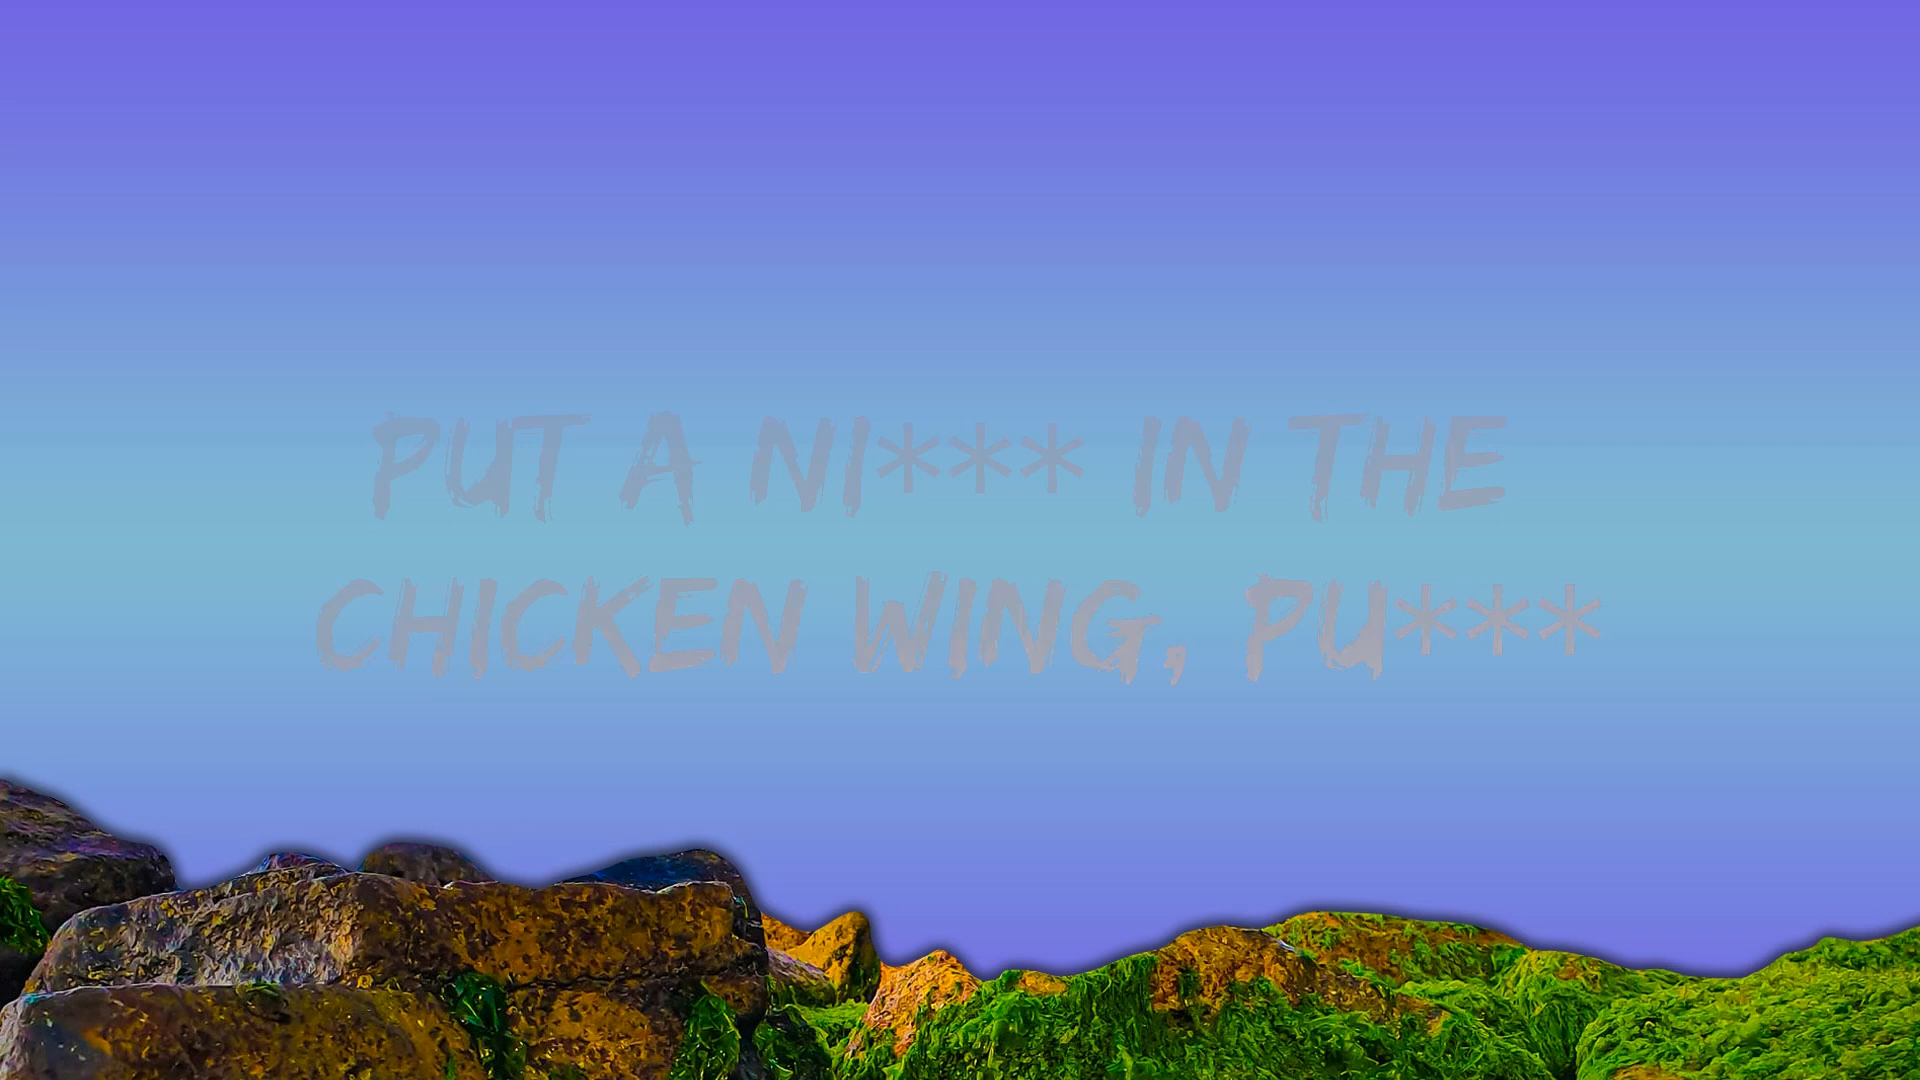 PUT A NI*** IN THE
CHICKEN WING, PU***